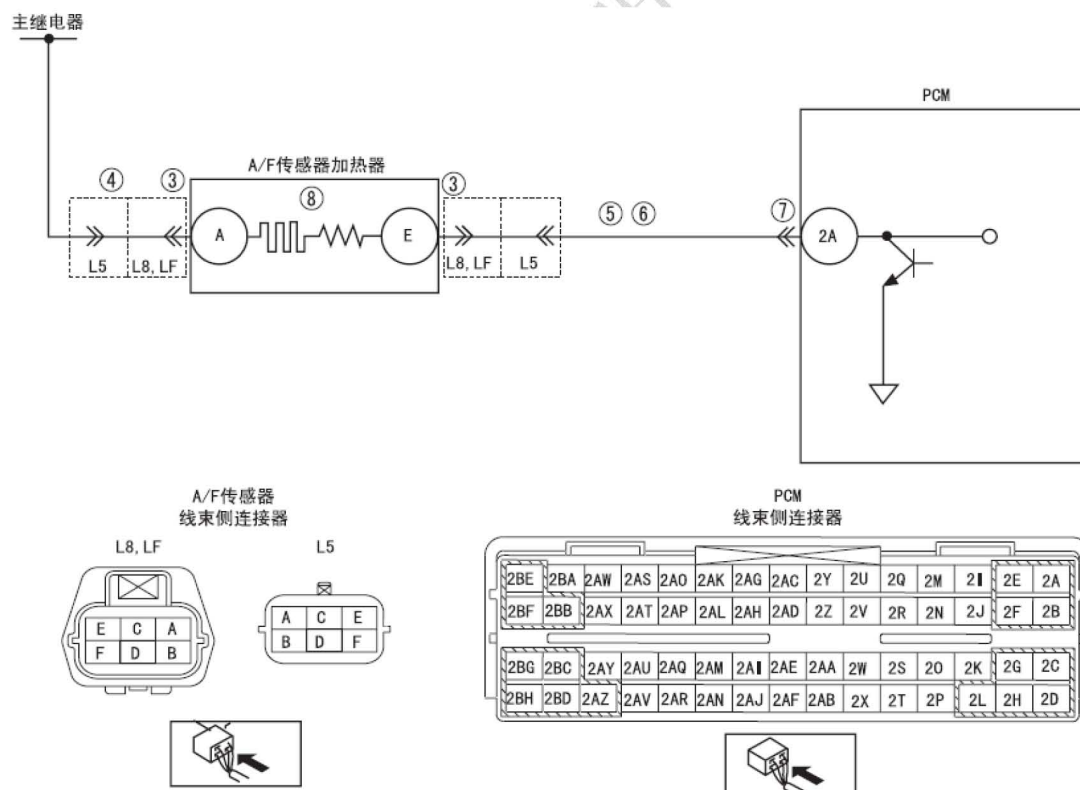 主继电器
PCM
A/F传感器加热器
④ ③ ⑧ ③ ⑤ ⑥ ⑦
A E 2A
L5 L8, LF L8, LF L5
A/F传感器
线束侧连接器
L8, LF L5
E C A
F D B
A C E
B D F
PCM
线束侧连接器
2BE 2BA 2AW 2AS 2AO 2AK 2AG 2AC 2Y 2U 2Q 2M 2I 2E 2A
2BF 2BB 2AX 2AT 2AP 2AL 2AH 2AD 2Z 2V 2R 2N 2J 2F 2B
2BG 2BC 2AY 2AU 2AQ 2AM 2AI 2AE 2AA 2W 2S 2O 2K 2G 2C
2BH 2BD 2AZ 2AV 2AR 2AN 2AJ 2AF 2AB 2X 2T 2P 2L 2H 2D